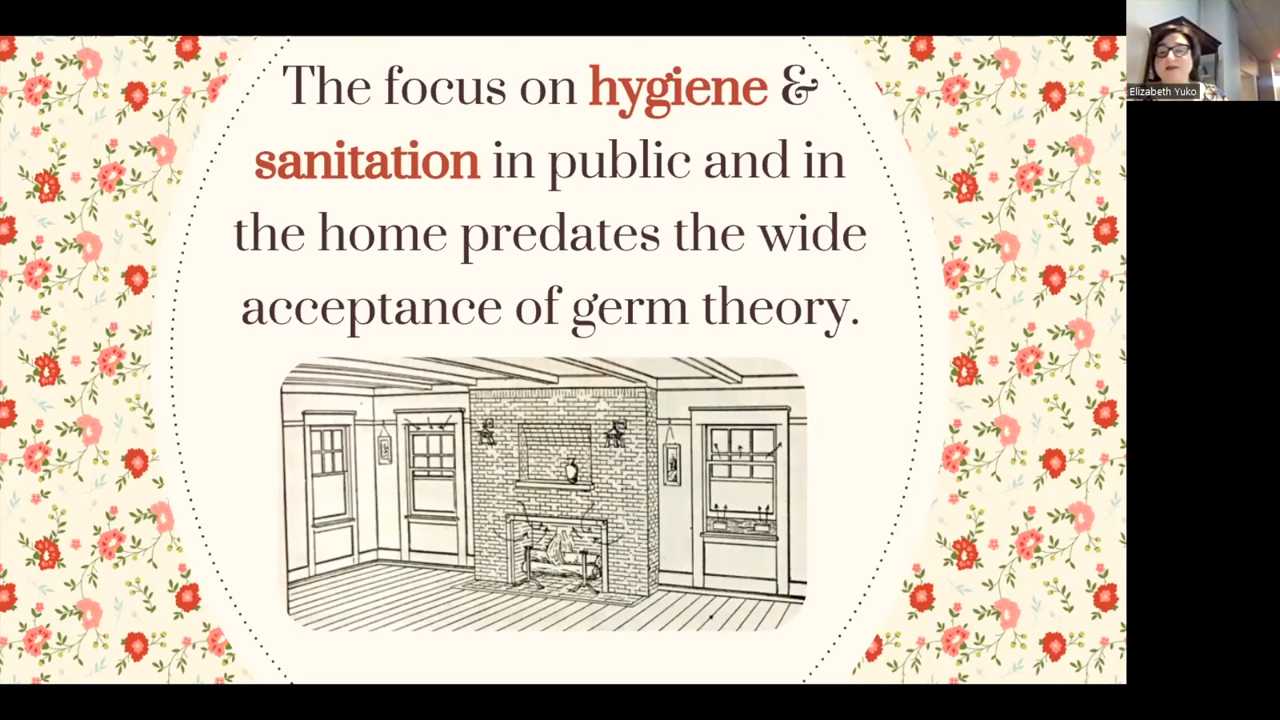 The focus on hygiene &
sanitation in public and in
the home predates the wide
acceptance of germ theory.
Elizabeth Yuko